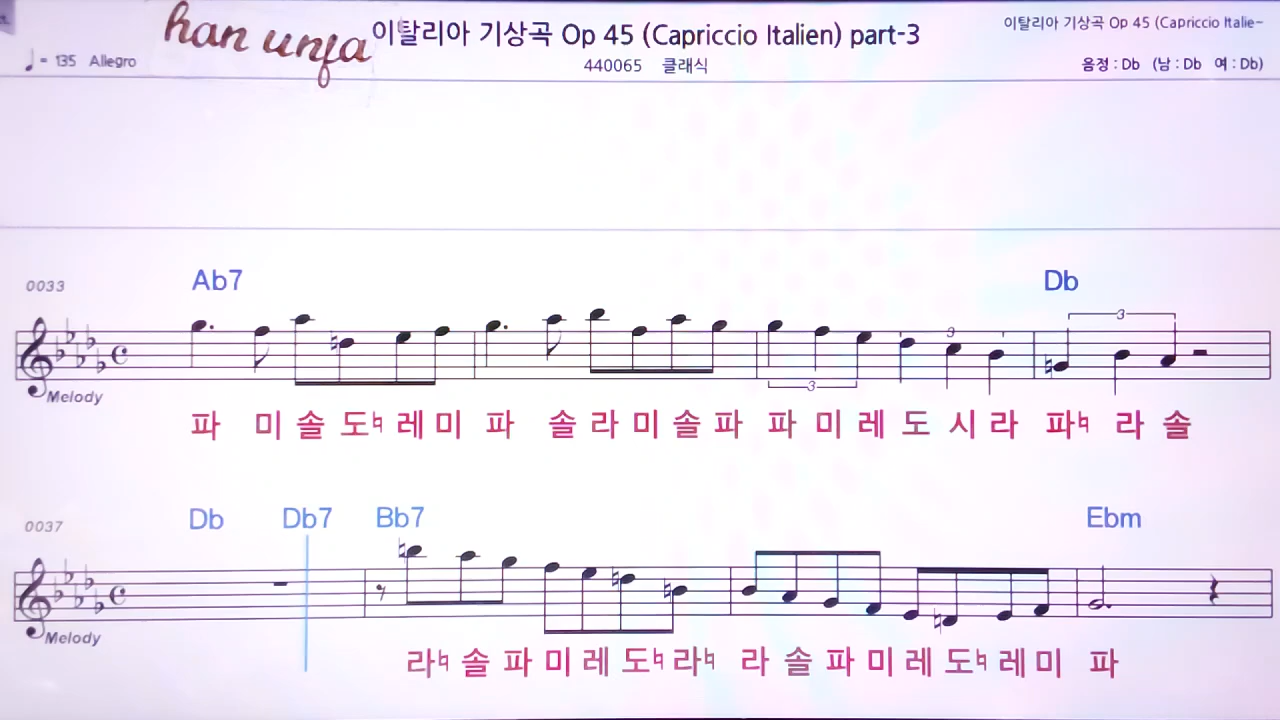 han unja
이탈리아 기상곡 Op 45 (Capriccio Italien) part-3
이탈리아 기상곡 Op 45 (Capriccio Italie-
♩= 135 Allegro
440065 클래식
음정 : Db (남 : Db 여 : Db)
0033 Ab7 Db
3 3 3
Melody
파 미 솔 도♮ 레 미 파 솔 라 미 솔 파 파 미 레 도 시 라 파♮ 라 솔
0037 Db Db7 Bb7 Ebm
Melody
라♮ 솔 파 미 레 도♮ 라♮ 라 솔 파 미 레 도♮ 레 미 파